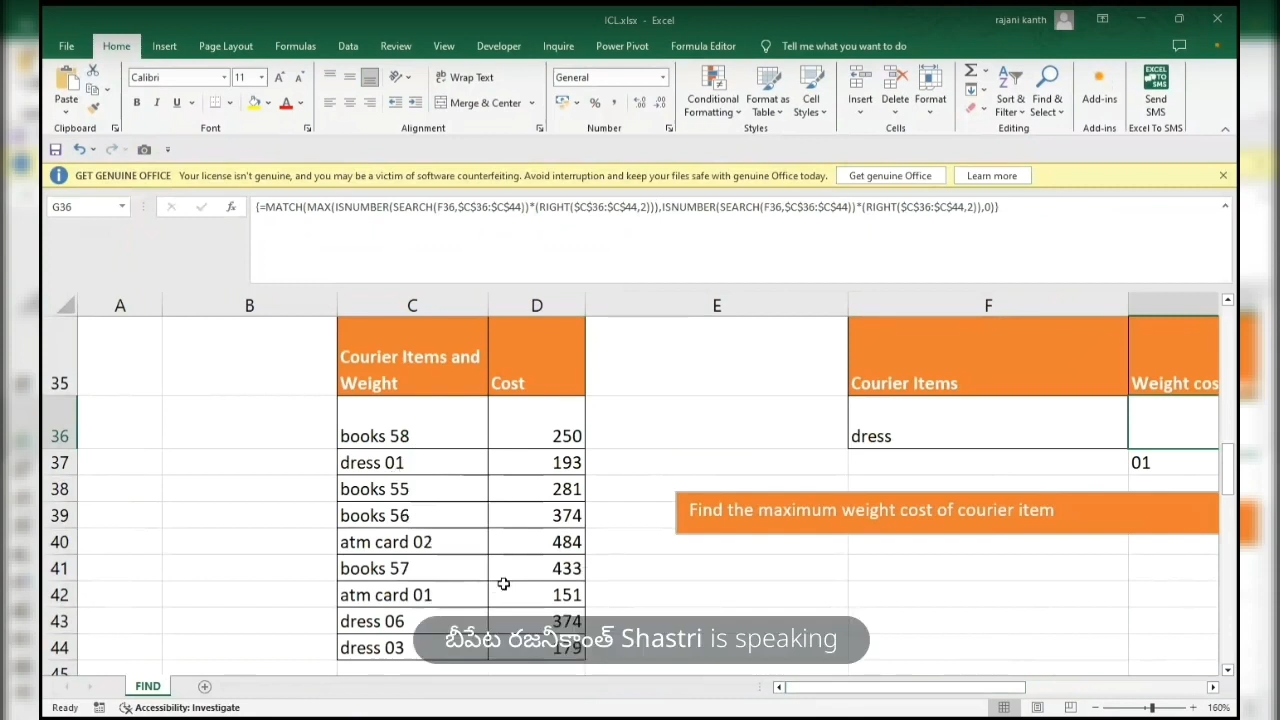 ICL.xlsx - Excel
rajani kanth
File Home Insert Page Layout Formulas Data Review View Developer Inquire Power Pivot Formula Editor Tell me what you want to do
Paste
Calibri 11
B I U
Wrap Text
Merge & Center
General
Conditional Formatting
Format as Table
Cell Styles
Insert Delete Format
Sort & Filter
Find & Select
Add-ins
EXCEL TO SMS
Send SMS
Clipboard Font Alignment Number Styles Cells Editing Add-ins Excel To SMS
GET GENUINE OFFICE Your license isn't genuine, and you may be a victim of software counterfeiting. Avoid interruption and keep your files safe with genuine Office today. Get genuine Office Learn more
G36 fx {=MATCH(MAX(ISNUMBER(SEARCH(F36,$C$36:$C$44))*(RIGHT($C$36:$C$44,2))),ISNUMBER(SEARCH(F36,$C$36:$C$44))*(RIGHT($C$36:$C$44,2)),0)}
A B C D E F
35 Courier Items and Weight Cost Courier Items Weight cos
36 books 58 250 dress
37 dress 01 193 01
38 books 55 281
Find the maximum weight cost of courier item
39 books 56 374
40 atm card 02 484
41 books 57 433
42 atm card 01 151
43 dress 06 374
44 dress 03 179
45
బీపేట రజనీకాంత్ Shastri is speaking
FIND
Ready Accessibility: Investigate 160%